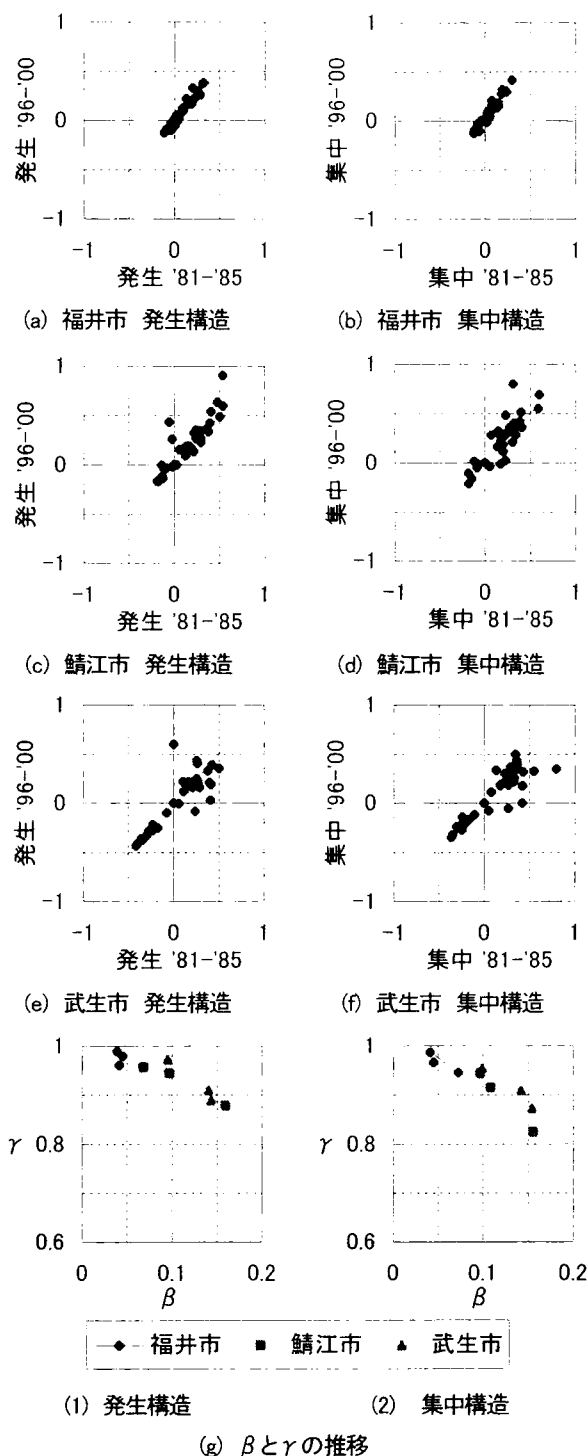 1 1
発生 '96-'00 0 集中 '96-'00 0
-1 -1
-1 0 1 -1 0 1
発生 '81-'85 集中 '81-'85
(a) 福井市 発生構造 (b) 福井市 集中構造
1 1
発生 '96-'00 0 集中 '96-'00 0
-1 -1
-1 0 1 -1 0 1
発生 '81-'85 集中 '81-'85
(c) 鯖江市 発生構造 (d) 鯖江市 集中構造
1 1
発生 '96-'00 0 集中 '96-'00 0
-1 -1
-1 0 1 -1 0 1
発生 '81-'85 集中 '81-'85
(e) 武生市 発生構造 (f) 武生市 集中構造
1 1
γ 0.8 γ 0.8
0.6 0.6
0 0.1 0.2 0 0.1 0.2
β β
福井市 鯖江市 武生市
(1) 発生構造 (2) 集中構造
(g) βとγの推移